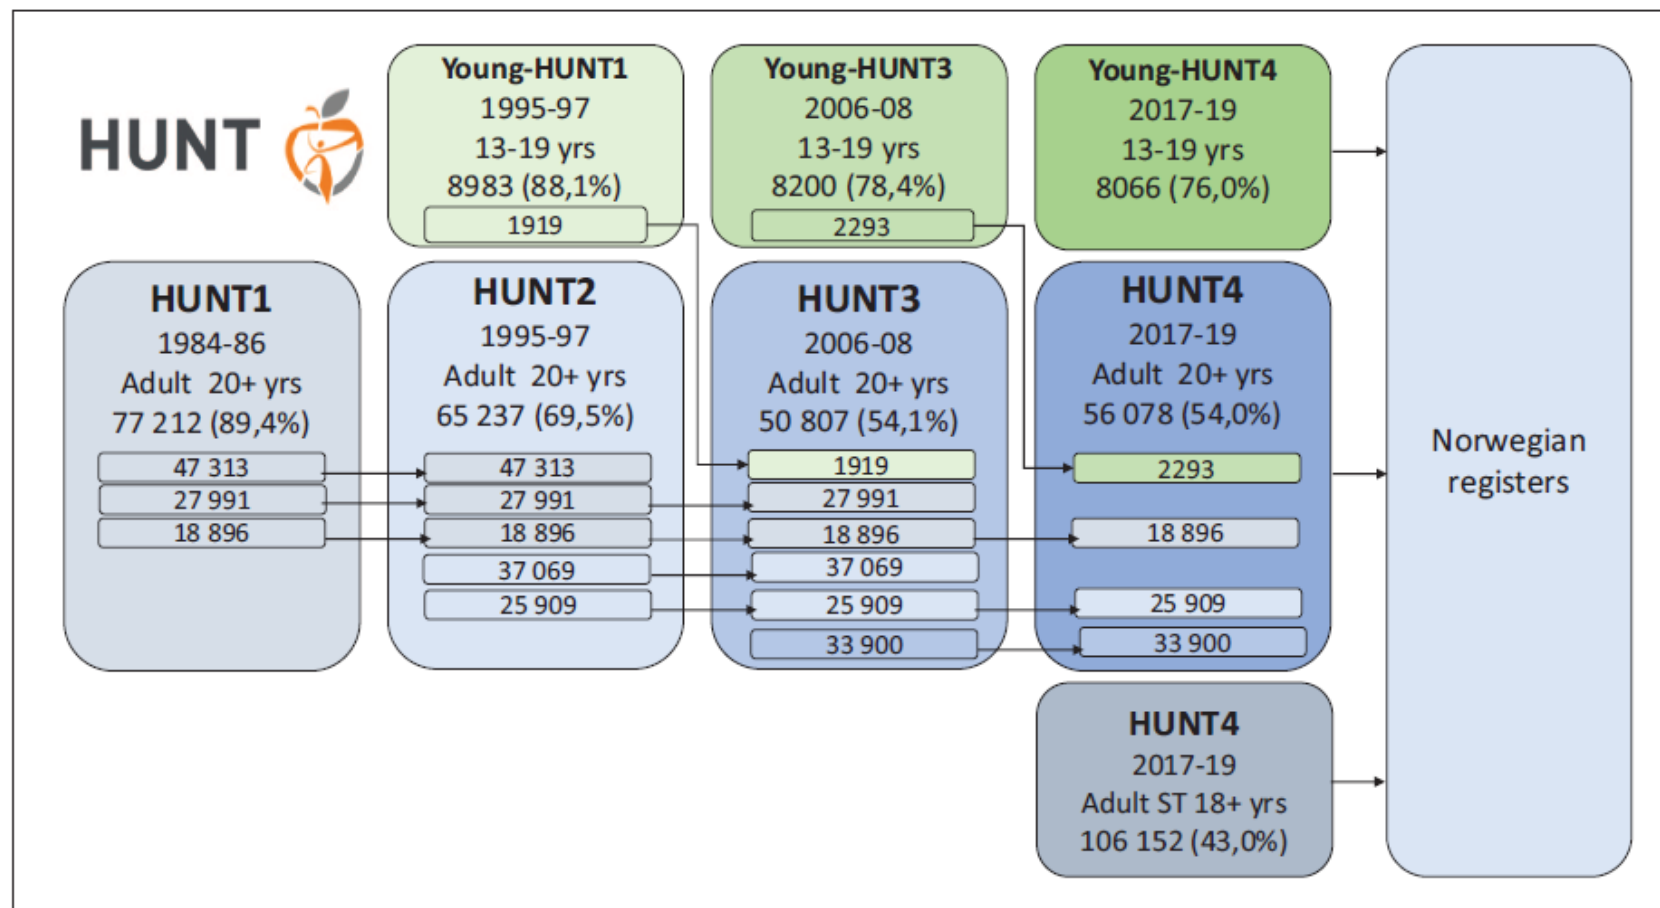 HUNT
Young-HUNT1
1995-97
13-19 yrs
8983 (88,1%)
1919
Young-HUNT3
2006-08
13-19 yrs
8200 (78,4%)
2293
Young-HUNT4
2017-19
13-19 yrs
8066 (76,0%)
HUNT1
1984-86
Adult 20+ yrs
77 212 (89,4%)
47 313
27 991
18 896
HUNT2
1995-97
Adult 20+ yrs
65 237 (69,5%)
47 313
27 991
18 896
37 069
25 909
HUNT3
2006-08
Adult 20+ yrs
50 807 (54,1%)
1919
27 991
18 896
37 069
25 909
33 900
HUNT4
2017-19
Adult 20+ yrs
56 078 (54,0%)
2293
18 896
25 909
33 900
HUNT4
2017-19
Adult ST 18+ yrs
106 152 (43,0%)
Norwegian
registers